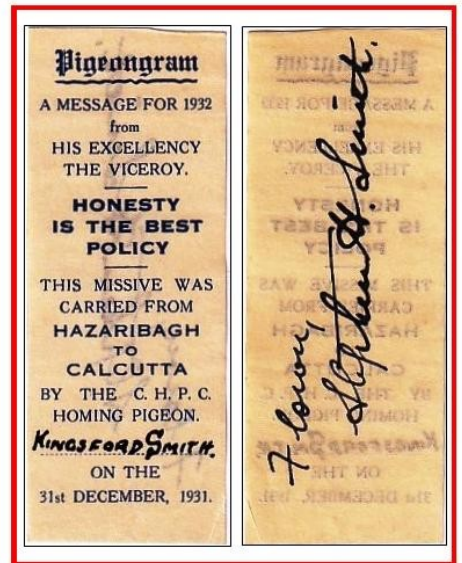 Pigeongram
A MESSAGE FOR 1932
from
HIS EXCELLENCY
THE VICEROY.
HONESTY
IS THE BEST
POLICY
THIS MISSIVE WAS
CARRIED FROM
HAZARIBAGH
TO
CALCUTTA
BY THE C. H. P. C.
HOMING PIGEON.
KINGSFORD.SMITH.
ON THE
31st DECEMBER, 1931.
Stephen H. Smith.